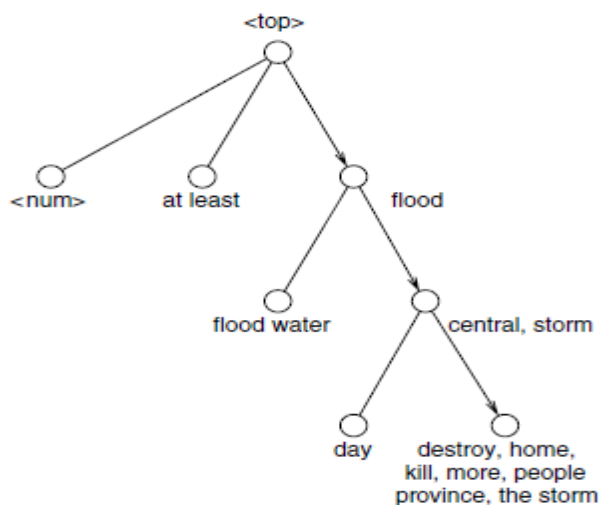 <top>
<num>
at least
flood
flood water
central, storm
day
destroy, home,
kill, more, people
province, the storm